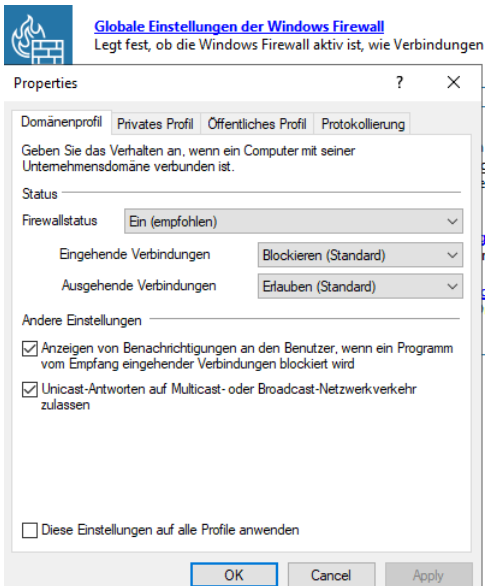 Globale Einstellungen der Windows Firewall
Legt fest, ob die Windows Firewall aktiv ist, wie Verbindungen
Properties
?
Domänenprofil
Privates Profil
Öffentliches Profil
Protokollierung
Geben Sie das Verhalten an, wenn ein Computer mit seiner
Unternehmensdomäne verbunden ist.
Status
Firewallstatus
Ein (empfohlen)
Eingehende Verbindungen
Blockieren (Standard)
Ausgehende Verbindungen
Erlauben (Standard)
Andere Einstellungen
Anzeigen von Benachrichtigungen an den Benutzer, wenn ein Programm
vom Empfang eingehender Verbindungen blockiert wird
Unicast-Antworten auf Multicast- oder Broadcast-Netzwerkverkehr
zulassen
Diese Einstellungen auf alle Profile anwenden
OK
Cancel
Apply